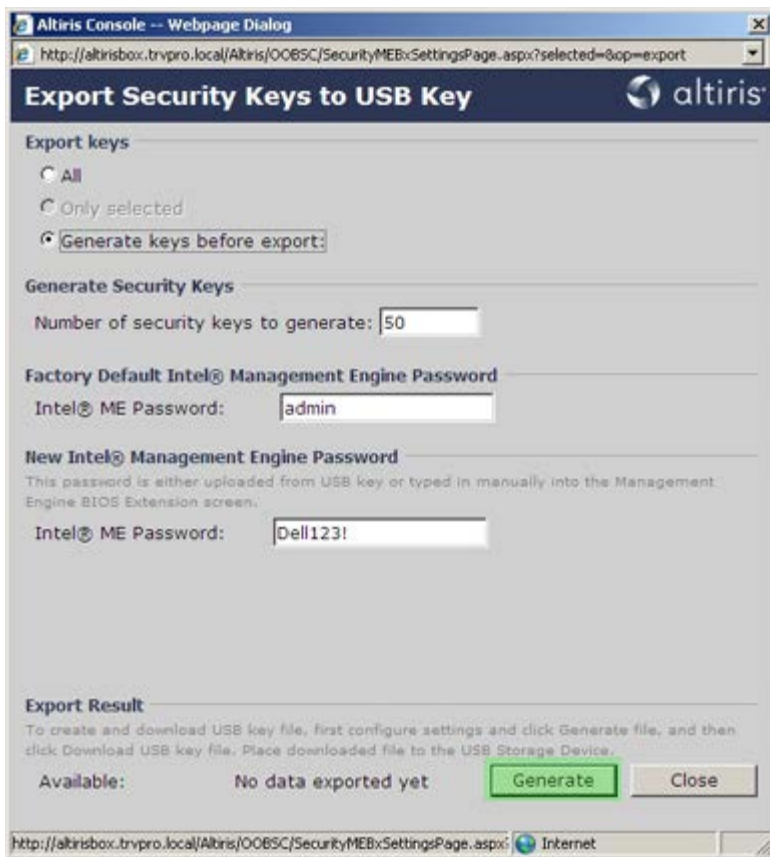 Altiris Console -- Webpage Dialog
http://altirisbox.trvpro.local/Altiris/OOBSC/SecurityMEBxSettingsPage.aspx?selected=&op=export
Export Security Keys to USB Key altiris
Export keys
All
Only selected
Generate keys before export:
Generate Security Keys
Number of security keys to generate: 50
Factory Default Intel® Management Engine Password
Intel® ME Password: admin
New Intel® Management Engine Password
This password is either uploaded from USB key or typed in manually into the Management
Engine BIOS Extension screen.
Intel® ME Password: Dell123!
Export Result
To create and download USB key file, first configure settings and click Generate file, and then
click Download USB key file. Place downloaded file to the USB Storage Device.
Available: No data exported yet Generate Close
http://altirisbox.trvpro.local/Altiris/OOBSC/SecurityMEBxSettingsPage.aspx? Internet